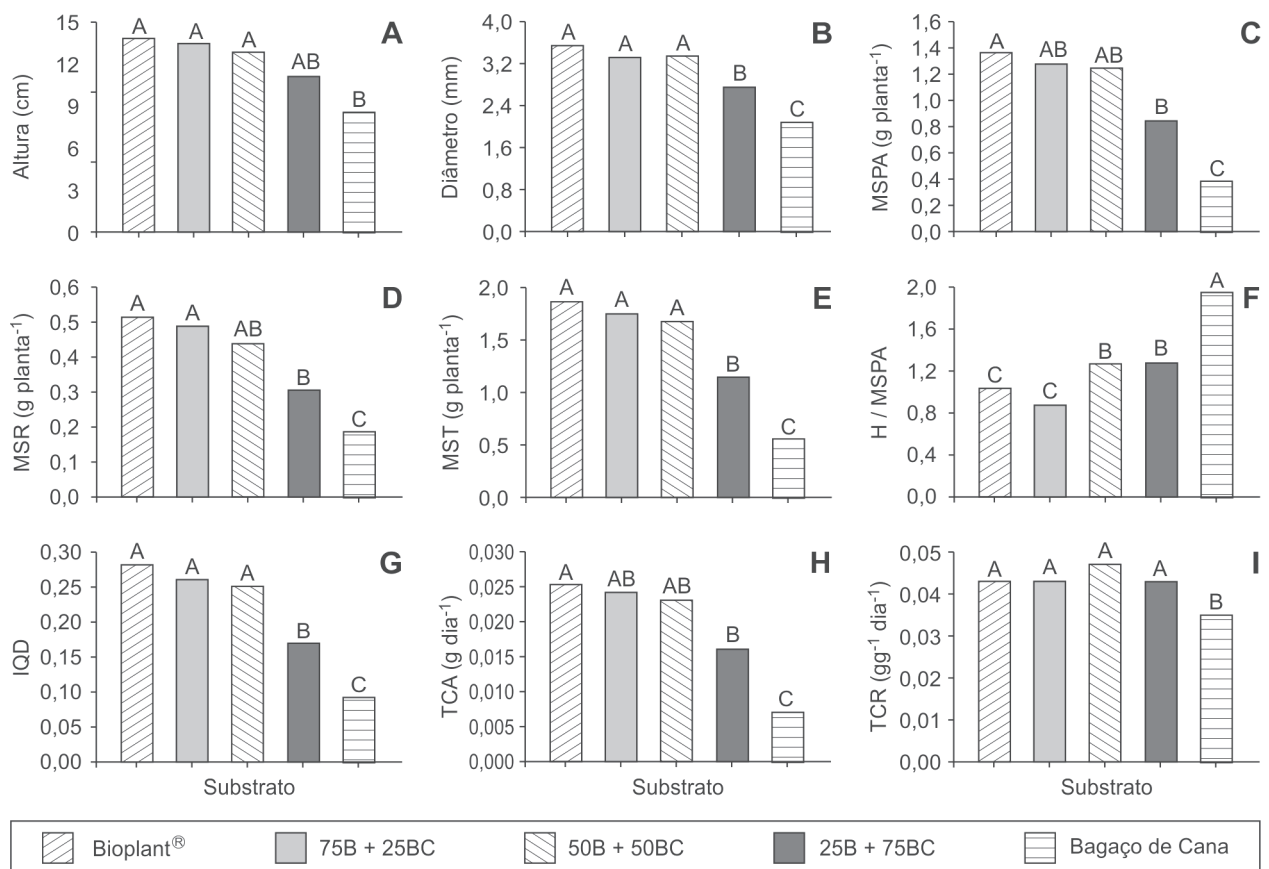 A
Altura (cm)
15
12
9
6
3
0
A
A
A
AB
B
B
Diâmetro (mm)
4,0
3,2
2,4
1,6
0,8
0,0
A
A
A
B
C
C
MSPA (g planta-1)
1,6
1,4
1,2
1,0
0,8
0,6
0,4
0,2
0,0
A
AB
AB
B
C
D
MSR (g planta-1)
0,6
0,5
0,4
0,3
0,2
0,1
0,0
A
A
AB
B
C
E
MST (g planta-1)
2,0
1,5
1,0
0,5
0,0
A
A
A
B
C
F
H / MSPA
2,0
1,6
1,2
0,8
0,4
0,0
C
C
B
B
A
G
IQD
0,30
0,25
0,20
0,15
0,10
0,05
0,00
A
A
A
B
C
Substrato
H
TCA (g dia-1)
0,030
0,025
0,020
0,015
0,010
0,005
0,000
A
AB
AB
B
C
Substrato
I
TCR (gg-1 dia-1)
0,05
0,04
0,03
0,02
0,01
0,00
A
A
A
A
B
Substrato
Bioplant®
75B + 25BC
50B + 50BC
25B + 75BC
Bagaço de Cana